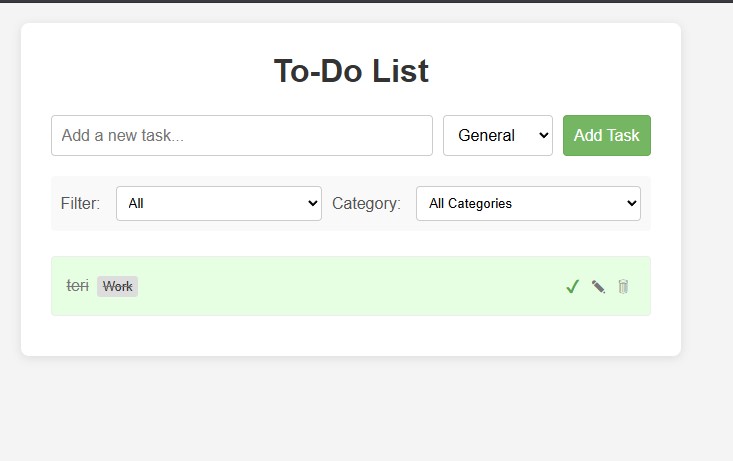 To-Do List
Add a new task... General Add Task
Filter: All Category: All Categories
teri Work